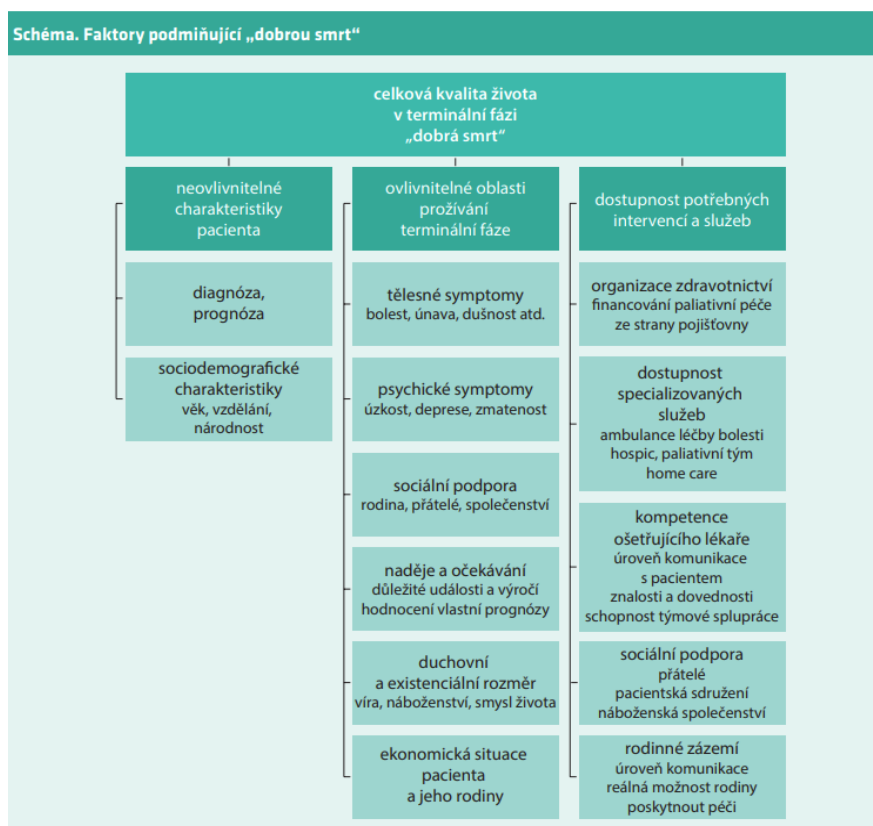 Schéma. Faktory podmiňující „dobrou smrt“
celková kvalita života
v terminální fázi
„dobrá smrt“
neovlivnitelné
charakteristiky
pacienta
diagnóza,
prognóza
sociodemografické
charakteristiky
věk, vzdělání,
národnost
ovlivnitelné oblasti
prožívání
terminální fáze
tělesné symptomy
bolest, únava, dušnost atd.
psychické symptomy
úzkost, deprese, zmatenost
sociální podpora
rodina, přátelé, společenství
naděje a očekávání
důležité události a výročí
hodnocení vlastní prognózy
duchovní
a existenciální rozměr
víra, náboženství, smysl života
ekonomická situace
pacienta
a jeho rodiny
dostupnost potřebných
intervencí a služeb
organizace zdravotnictví
financování paliativní péče
ze strany pojišťovny
dostupnost
specializovaných
služeb
ambulance léčby bolesti
hospic, paliativní tým
home care
kompetence
ošetřujícího lékaře
úroveň komunikace
s pacientem
znalosti a dovednosti
schopnost týmové splupráce
sociální podpora
přátelé
pacientská sdružení
náboženská společenství
rodinné zázemí
úroveň komunikace
reálná možnost rodiny
poskytnout péči